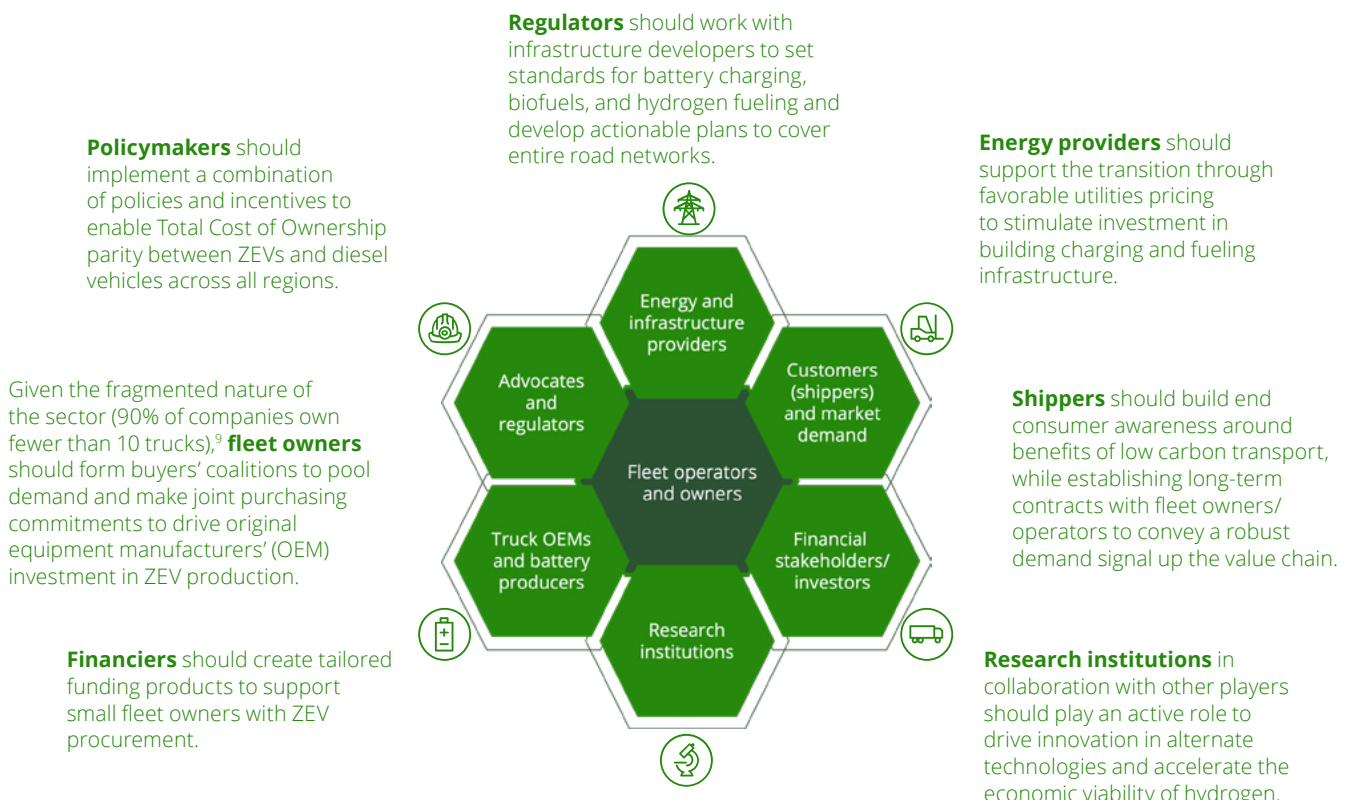 Regulators should work with
infrastructure developers to set
standards for battery charging,
biofuels, and hydrogen fueling and
develop actionable plans to cover
entire road networks.
Policymakers should
implement a combination
of policies and incentives to
enable Total Cost of Ownership
parity between ZEVs and diesel
vehicles across all regions.
Energy providers should
support the transition through
favorable utilities pricing
to stimulate investment in
building charging and fueling
infrastructure.
Given the fragmented nature of
the sector (90% of companies own
fewer than 10 trucks),⁹ fleet owners
should form buyers’ coalitions to pool
demand and make joint purchasing
commitments to drive original
equipment manufacturers’ (OEM)
investment in ZEV production.
Energy and
infrastructure
providers
Advocates
and
regulators
Customers
(shippers)
and market
demand
Fleet operators
and owners
Truck OEMs
and battery
producers
Financial
stakeholders/
investors
Research
institutions
Shippers should build end
consumer awareness around
benefits of low carbon transport,
while establishing long-term
contracts with fleet owners/
operators to convey a robust
demand signal up the value chain.
Financiers should create tailored
funding products to support
small fleet owners with ZEV
procurement.
Research institutions in
collaboration with other players
should play an active role to
drive innovation in alternate
technologies and accelerate the
economic viability of hydrogen.